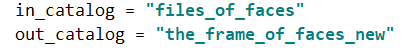 in_catalog = "files_of_faces"
out_catalog = "the_frame_of_faces_new"